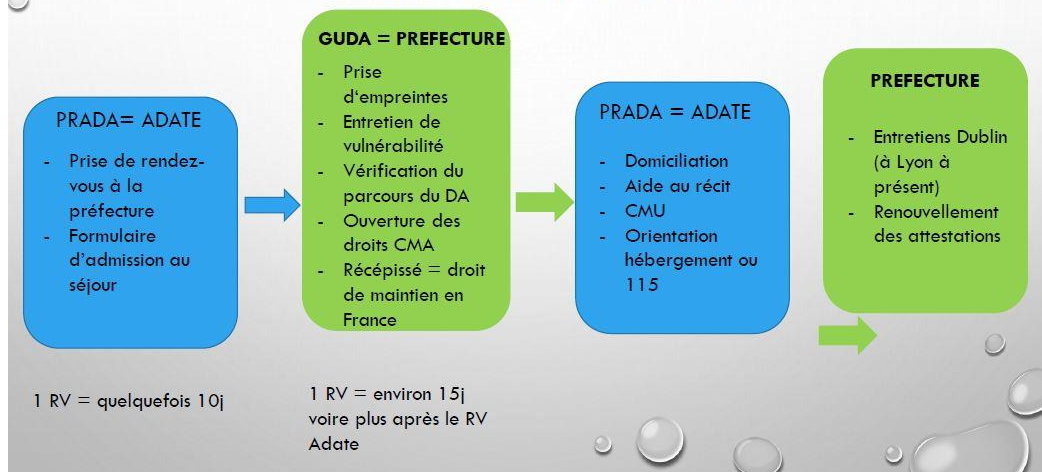 PRADA= ADATE
- Prise de rendez-
vous à la
préfecture
- Formulaire
d'admission au
séjour
1 RV = quelquefois 10j
GUDA = PREFECTURE
- Prise
d'empreintes
- Entretien de
vulnérabilité
- Vérification du
parcours du DA
- Ouverture des
droits CMA
- Récépissé = droit
de maintien en
France
1 RV = environ 15j
voire plus après le RV
Adate
PRADA = ADATE
- Domiciliation
- Aide au récit
- CMU
- Orientation
hébergement ou
115
PREFECTURE
- Entretiens Dublin
(à Lyon à
présent)
- Renouvellement
des attestations